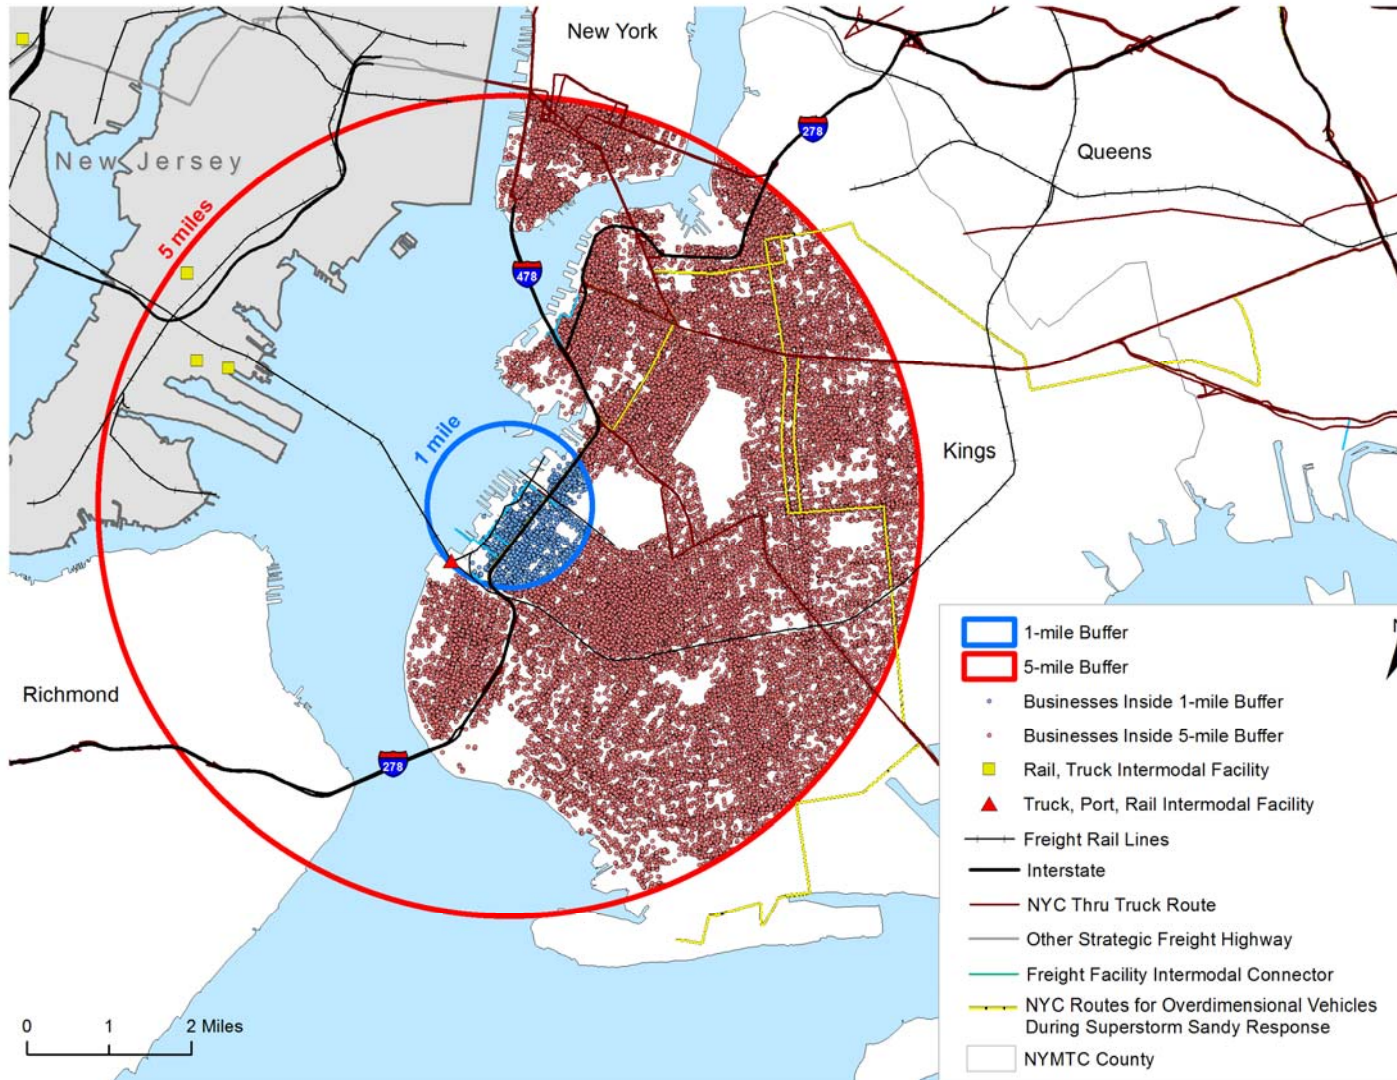 New York
278
Queens
New Jersey
5 miles
478
1 mile
Kings
Richmond
278
1-mile Buffer
5-mile Buffer
Businesses Inside 1-mile Buffer
Businesses Inside 5-mile Buffer
Rail, Truck Intermodal Facility
Truck, Port, Rail Intermodal Facility
Freight Rail Lines
Interstate
NYC Thru Truck Route
Other Strategic Freight Highway
Freight Facility Intermodal Connector
NYC Routes for Overdimensional Vehicles
During Superstorm Sandy Response
NYMTC County
0 1 2 Miles